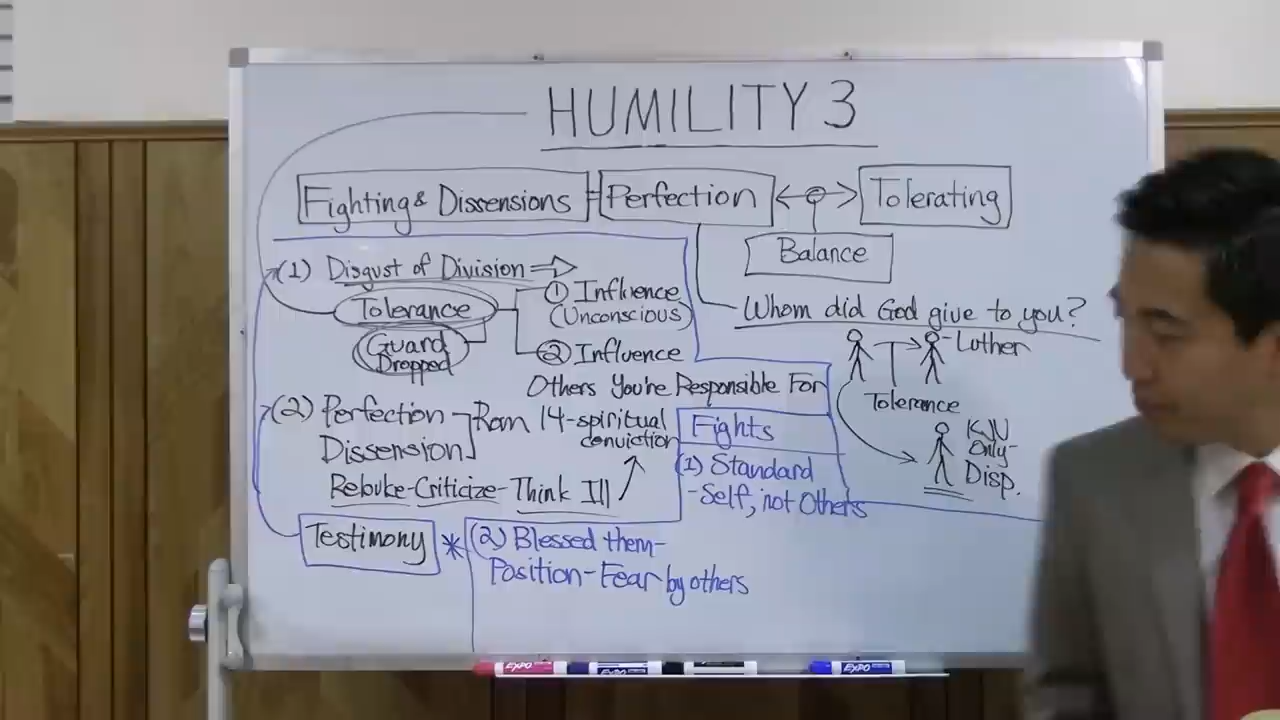 HUMILITY 3
Fighting & Dissensions
Perfection
Tolerating
Balance
(1) Disgust of Division
Tolerance
Guard
Dropped
① Influence
(Unconscious)
② Influence
Others You're Responsible For
(2) Perfection
Dissension
Rom 14-spiritual
conviction
Rebuke-Criticize-Think Ill
Testimony *
Whom did God give to you?
Luther
Tolerance
KJV
Only-
Disp.
Fights
(1) Standard
-Self, not Others
(2) Blessed them-
Position-Fear by others
EXPO
EXPO
EXPO